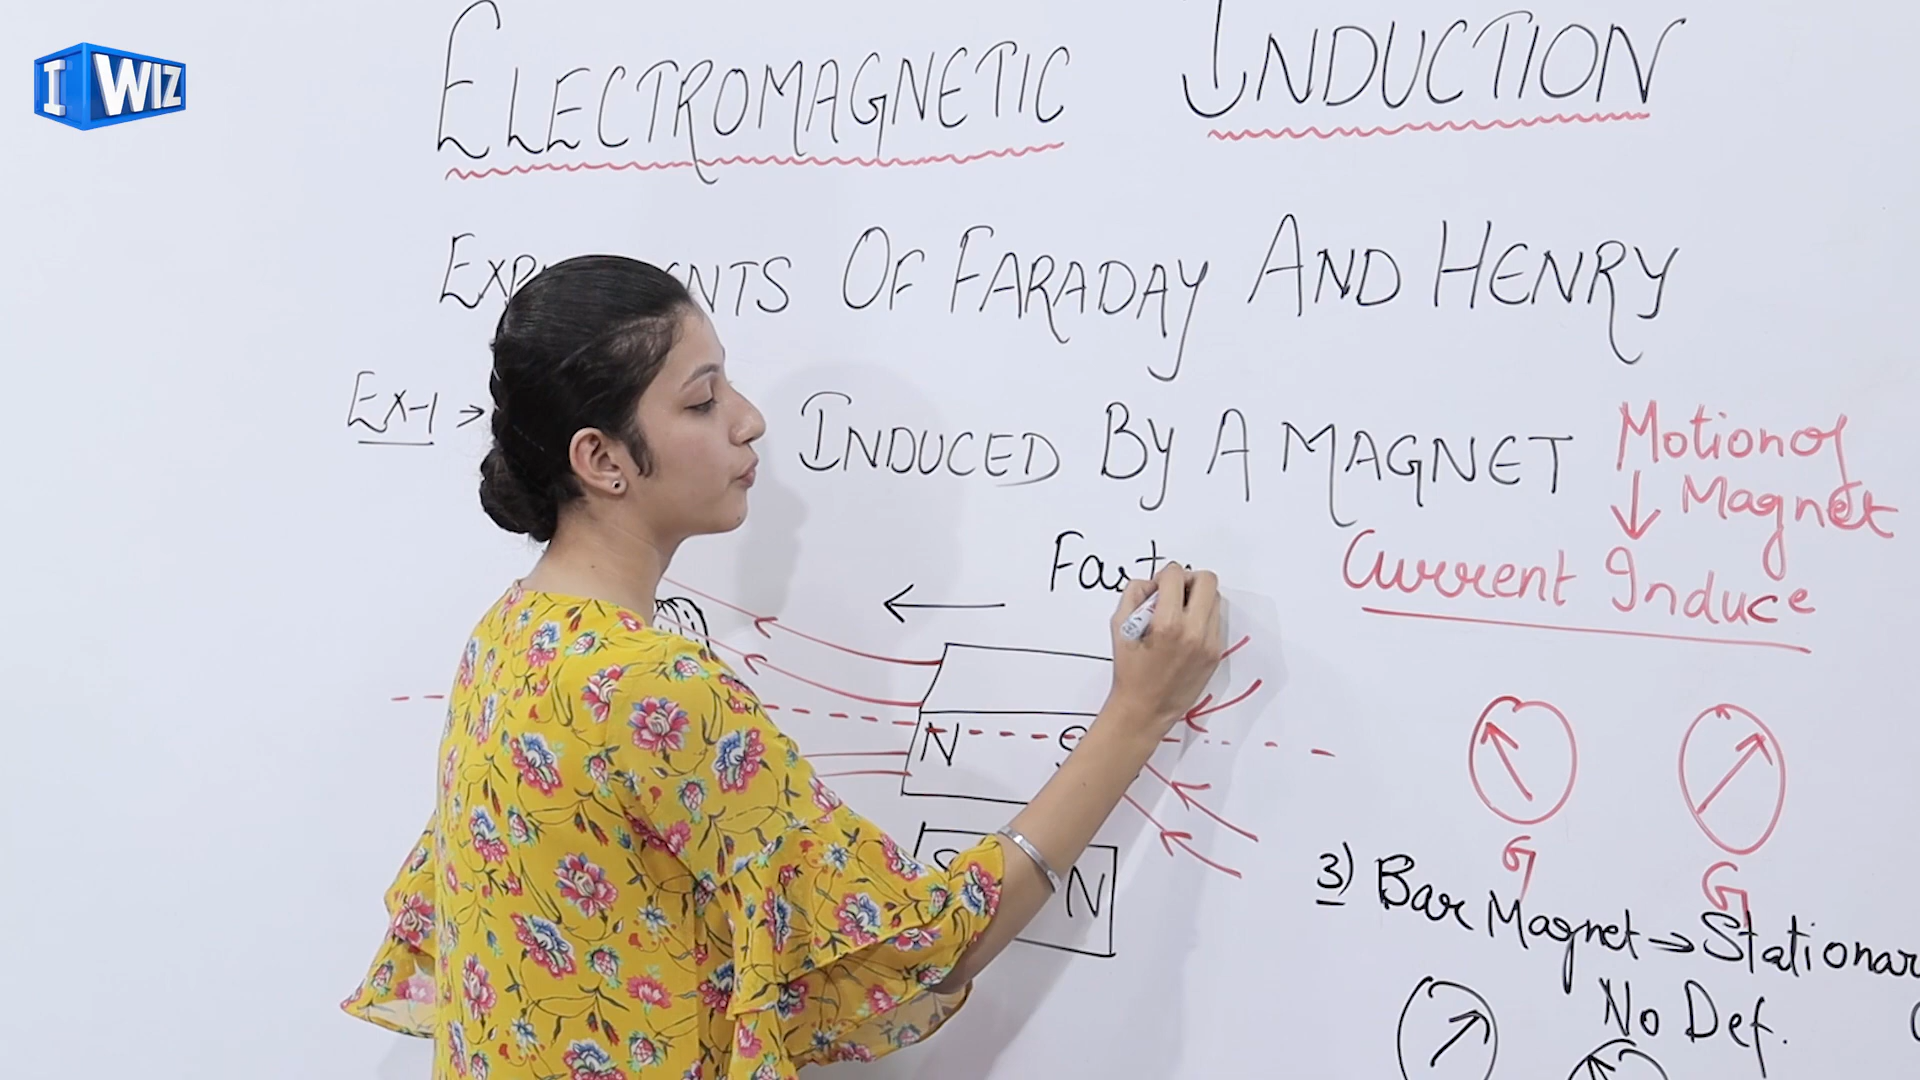 I WIZ
ELECTROMAGNETIC INDUCTION
OF FARADAY AND HENRY
Ex-1 → INDUCED BY A MAGNET
Motion of
↓ Magnet
Current Induce
Faste
N S
N
G G
3) Bar Magnet → Stationar
No Def.